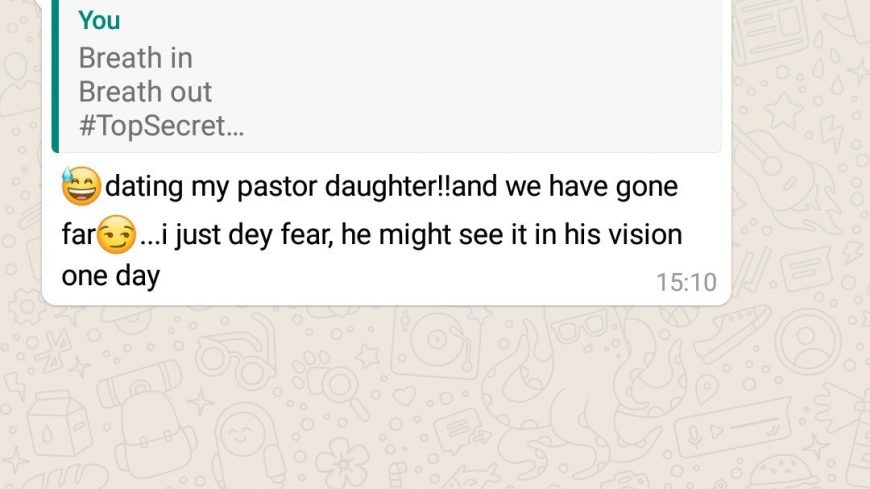 You
Breath in
Breath out
#TopSecret...
😅dating my pastor daughter!!and we have gone
far😏...i just dey fear, he might see it in his vision
one day
15:10